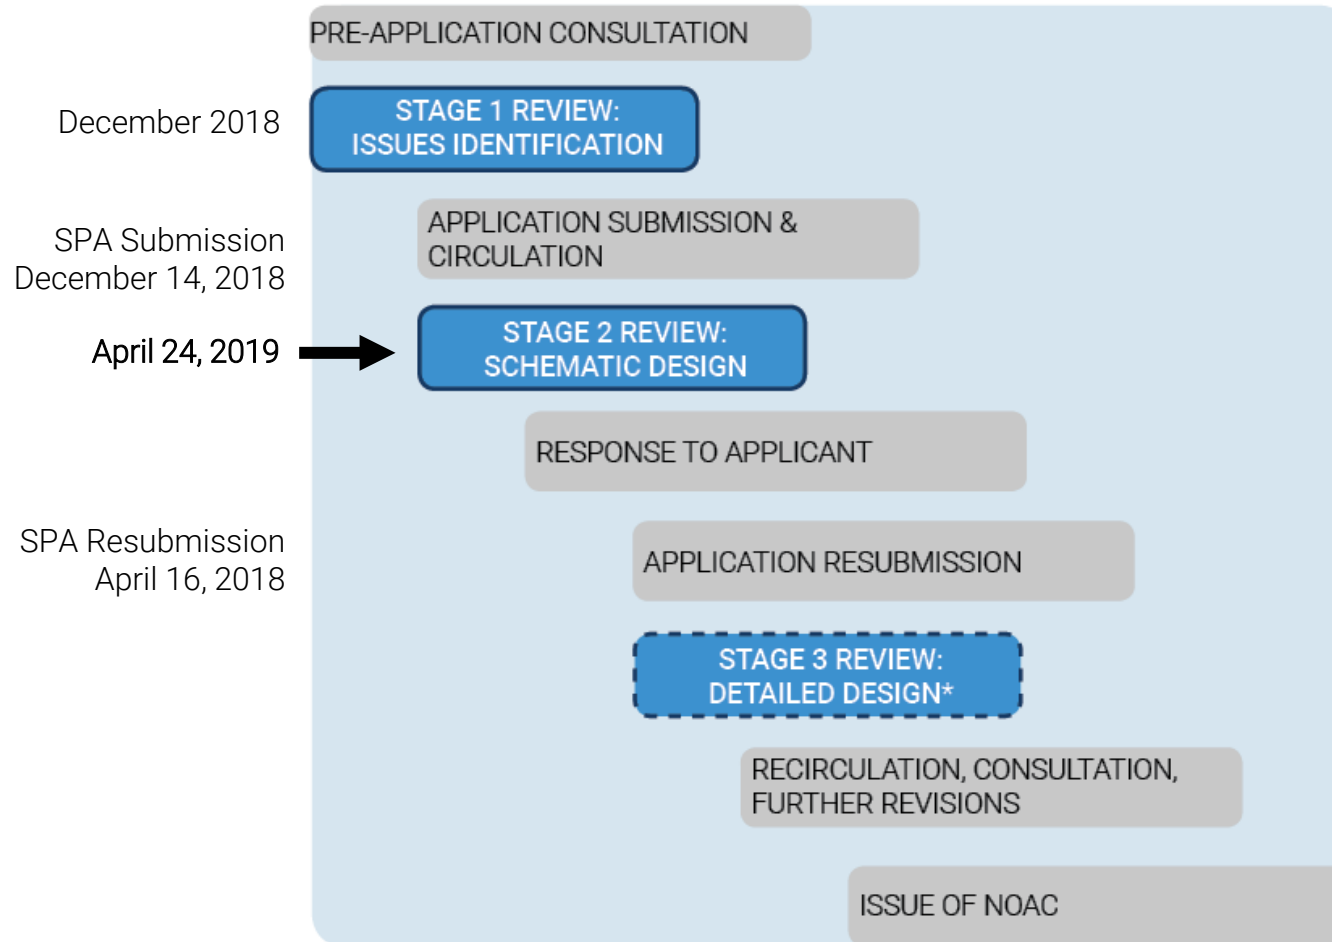 PRE-APPLICATION CONSULTATION
December 2018
STAGE 1 REVIEW:
ISSUES IDENTIFICATION
SPA Submission
December 14, 2018
APPLICATION SUBMISSION &
CIRCULATION
April 24, 2019
STAGE 2 REVIEW:
SCHEMATIC DESIGN
RESPONSE TO APPLICANT
SPA Resubmission
April 16, 2018
APPLICATION RESUBMISSION
STAGE 3 REVIEW:
DETAILED DESIGN*
RECIRCULATION, CONSULTATION,
FURTHER REVISIONS
ISSUE OF NOAC